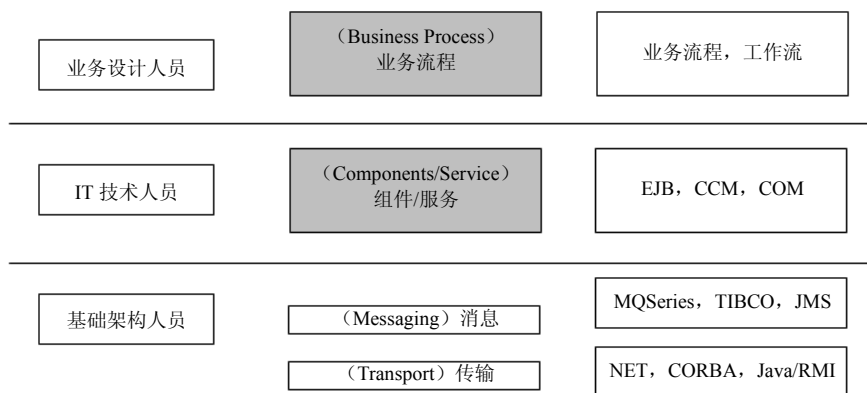 业务设计人员
（Business Process）
业务流程
业务流程，工作流
IT 技术人员
（Components/Service）
组件/服务
EJB，CCM，COM
基础架构人员
（Messaging）消息
MQSeries，TIBCO，JMS
（Transport）传输
NET，CORBA，Java/RMI